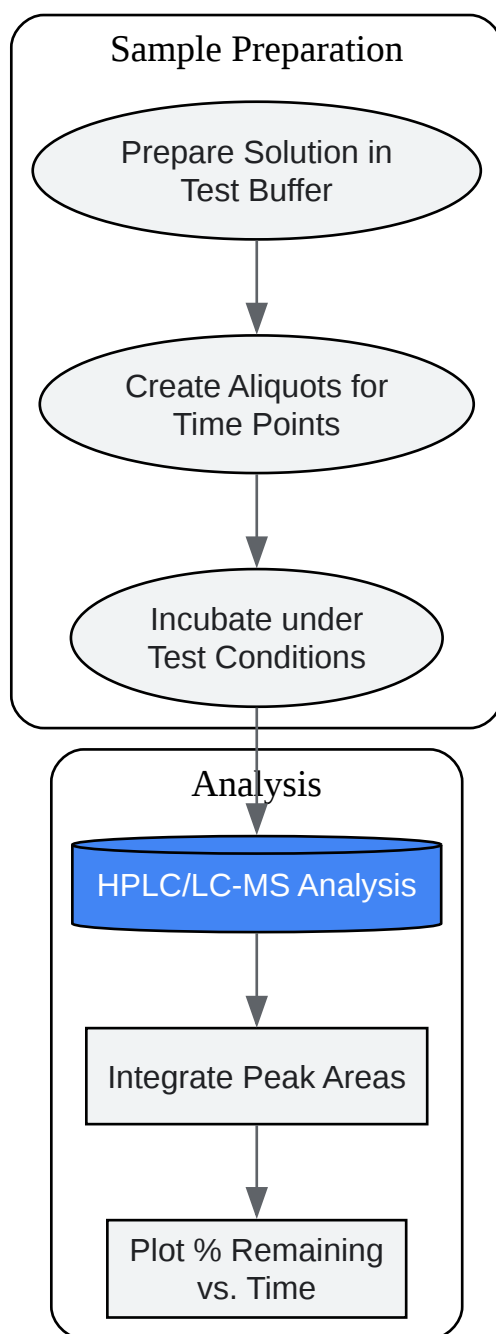 Sample Preparation
Prepare Solution in
Test Buffer
Create Aliquots for
Time Points
Incubate under
Test Conditions
Analysis
HPLC/LC-MS Analysis
Integrate Peak Areas
Plot % Remaining
vs. Time